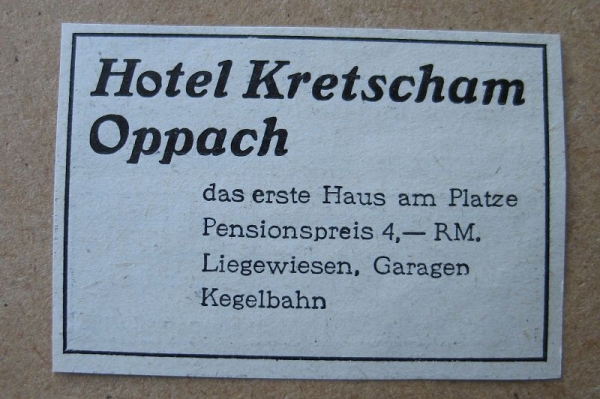 Hotel Kretscham
Oppach
das erste Haus am Platze
Pensionspreis 4,— RM.
Liegewiesen, Garagen
Kegelbahn